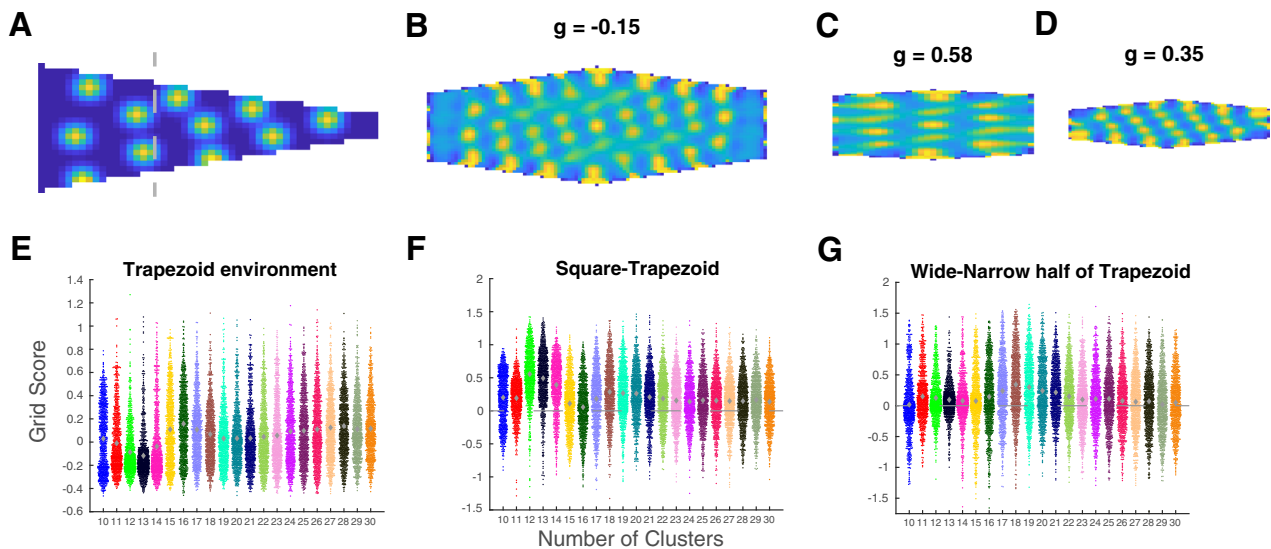 A
B
g = -0.15
C
g = 0.58
D
g = 0.35
E
Trapezoid environment
Grid Score
1.4
1.2
1
0.8
0.6
0.4
0.2
0
-0.2
-0.4
-0.6
10 11 12 13 14 15 16 17 18 19 20 21 22 23 24 25 26 27 28 29 30
F
Square-Trapezoid
2
1.5
1
0.5
0
-0.5
-1
-1.5
10 11 12 13 14 15 16 17 18 19 20 21 22 23 24 25 26 27 28 29 30
Number of Clusters
G
Wide-Narrow half of Trapezoid
2
1.5
1
0.5
0
-0.5
-1
-1.5
10 11 12 13 14 15 16 17 18 19 20 21 22 23 24 25 26 27 28 29 30